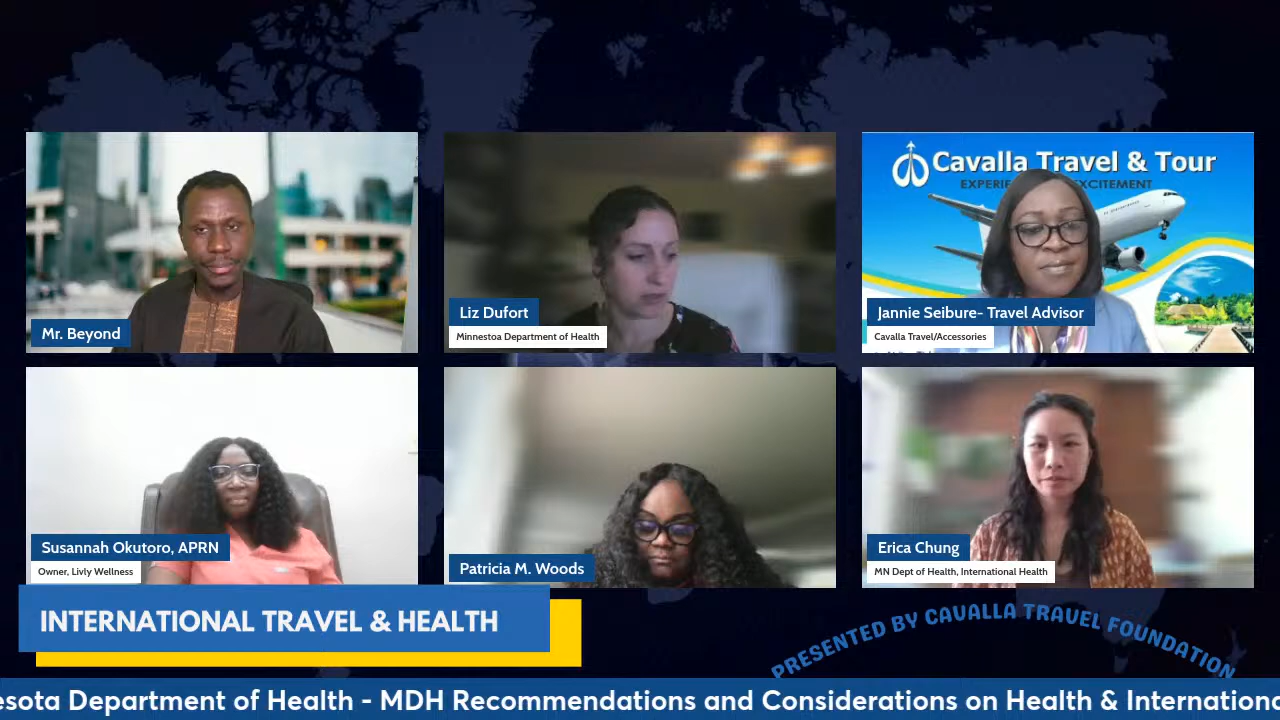 Cavalla Travel & Tour
EXCITEMENT
Mr. Beyond
Liz Dufort
Minnestoa Department of Health
Jannie Seibure- Travel Advisor
Cavalla Travel/Accessories
Susannah Okutoro, APRN
Owner, Livly Wellness
Patricia M. Woods
Erica Chung
MN Dept of Health, International Health
INTERNATIONAL TRAVEL & HEALTH
PRESENTED BY CAVALLA TRAVEL FOUNDATION
esota Department of Health - MDH Recommendations and Considerations on Health & Internationa